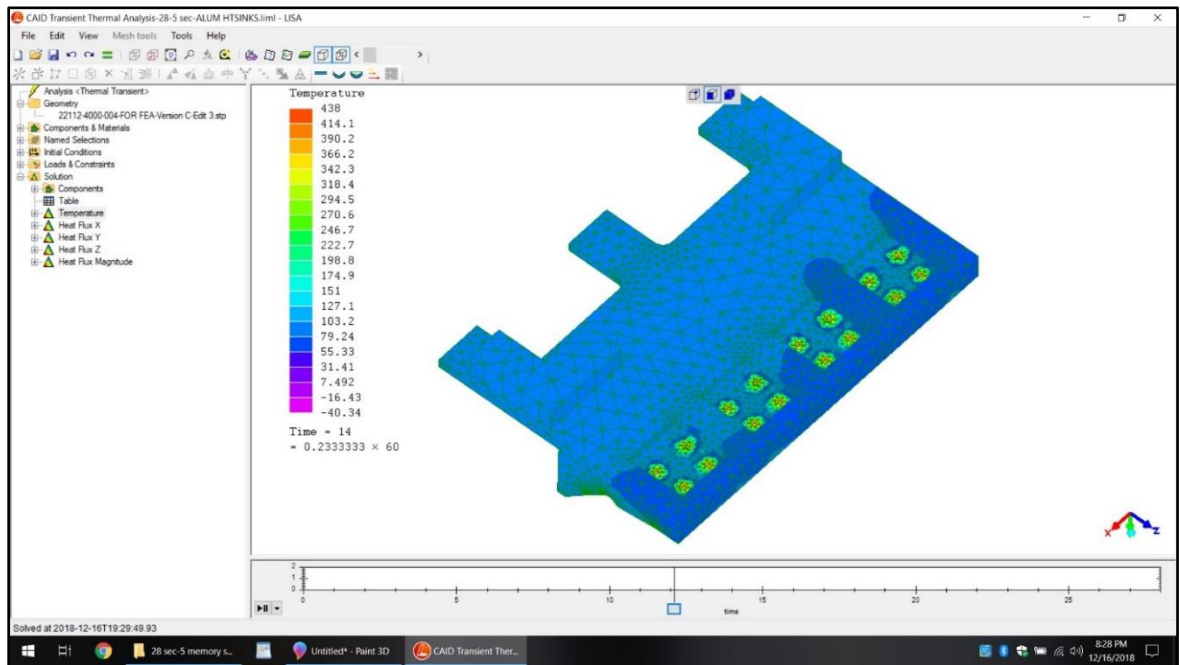 CAID Transient Thermal Analysis-28-5 sec-ALUM HTSINKS.liml - LISA
File Edit View Mesh tools Tools Help
Analysis <Thermal Transient>
Geometry
22112-4000-004-FOR FEA-Version C-Edit 3.stp
Components & Materials
Named Selections
Initial Conditions
Loads & Constraints
Solution
Components
Table
Temperature
Heat Flux X
Heat Flux Y
Heat Flux Z
Heat Flux Magnitude
Temperature
438
414.1
390.2
366.2
342.3
318.4
294.5
270.6
246.7
222.7
198.8
174.9
151
127.1
103.2
79.24
55.33
31.41
7.492
-16.43
-40.34
Time = 14
= 0.2333333 × 60
X Z
2
1
0
0 5 10 15 20 25
time
Solved at 2018-12-16T19:29:49.93
28 sec-5 memory s...
Untitled* - Paint 3D
CAID Transient Ther...
8:28 PM
12/16/2018